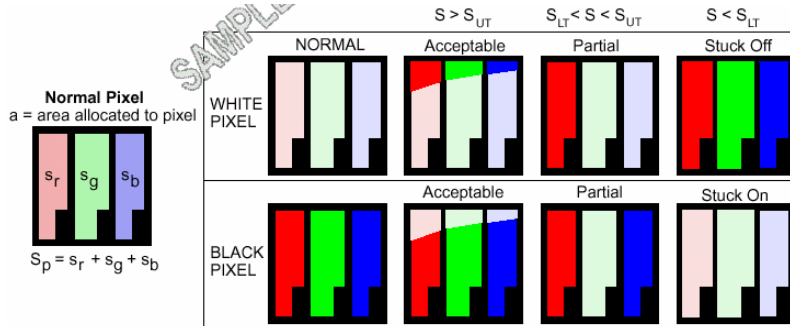 S > S_UT S_LT < S < S_UT S < S_LT
SAMPLE
NORMAL Acceptable Partial Stuck Off
Normal Pixel
a = area allocated to pixel
WHITE
PIXEL
s_r s_g s_b
S_p = s_r + s_g + s_b
Acceptable Partial Stuck On
BLACK
PIXEL